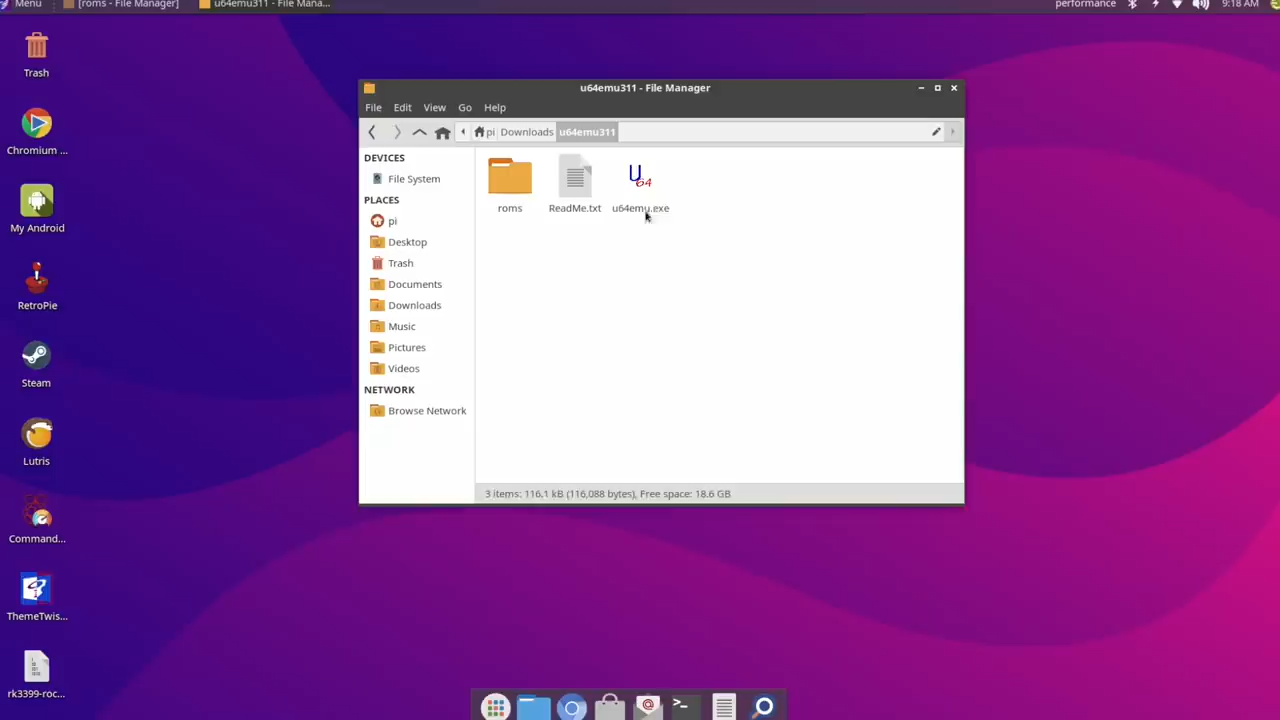 Menu
[roms - File Manager]
u64emu311 - File Mana...
performance
9:18 AM
Trash
Chromium ...
My Android
RetroPie
Steam
Lutris
Command...
ThemeTwis...
rk3399-roc...
u64emu311 - File Manager
File Edit View Go Help
pi Downloads u64emu311
DEVICES
File System
PLACES
pi
Desktop
Trash
Documents
Downloads
Music
Pictures
Videos
NETWORK
Browse Network
U64
roms ReadMe.txt u64emu.exe
3 items: 116.1 kB (116,088 bytes), Free space: 18.6 GB